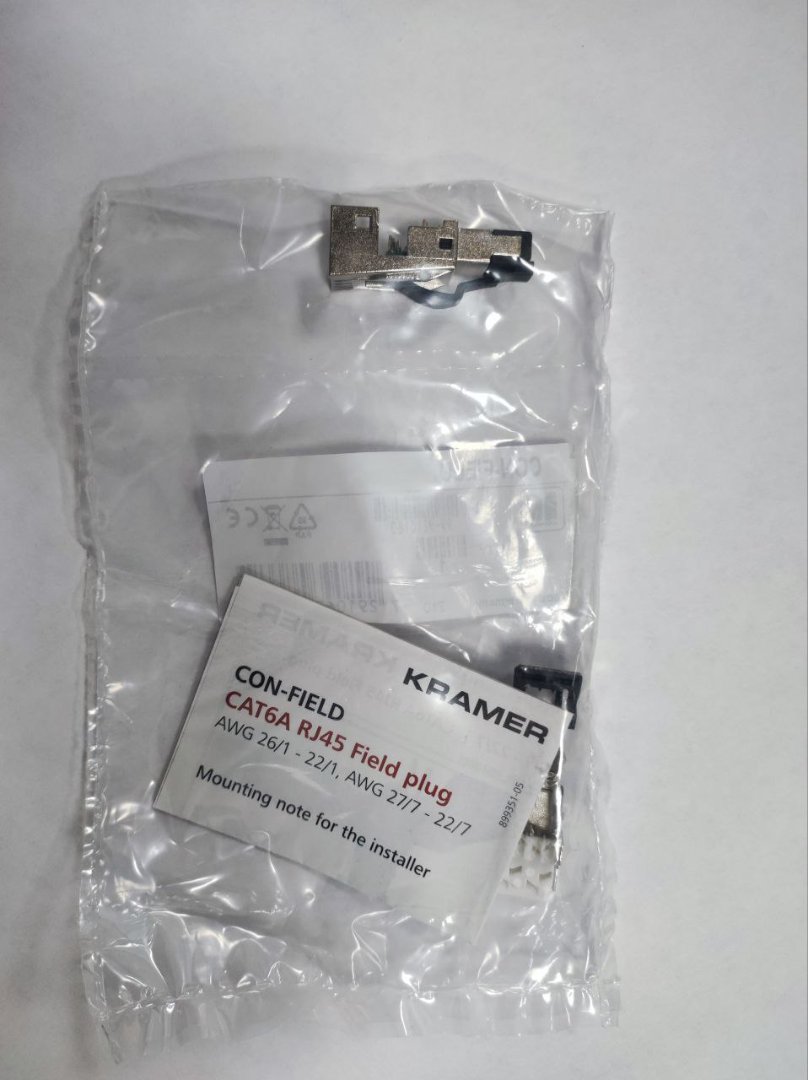 KRAMER
CON-FIELD
CAT6A RJ45 Field plug
AWG 26/1 - 22/1, AWG 27/7 - 22/7
Mounting note for the installer
899351-05
KRAMER